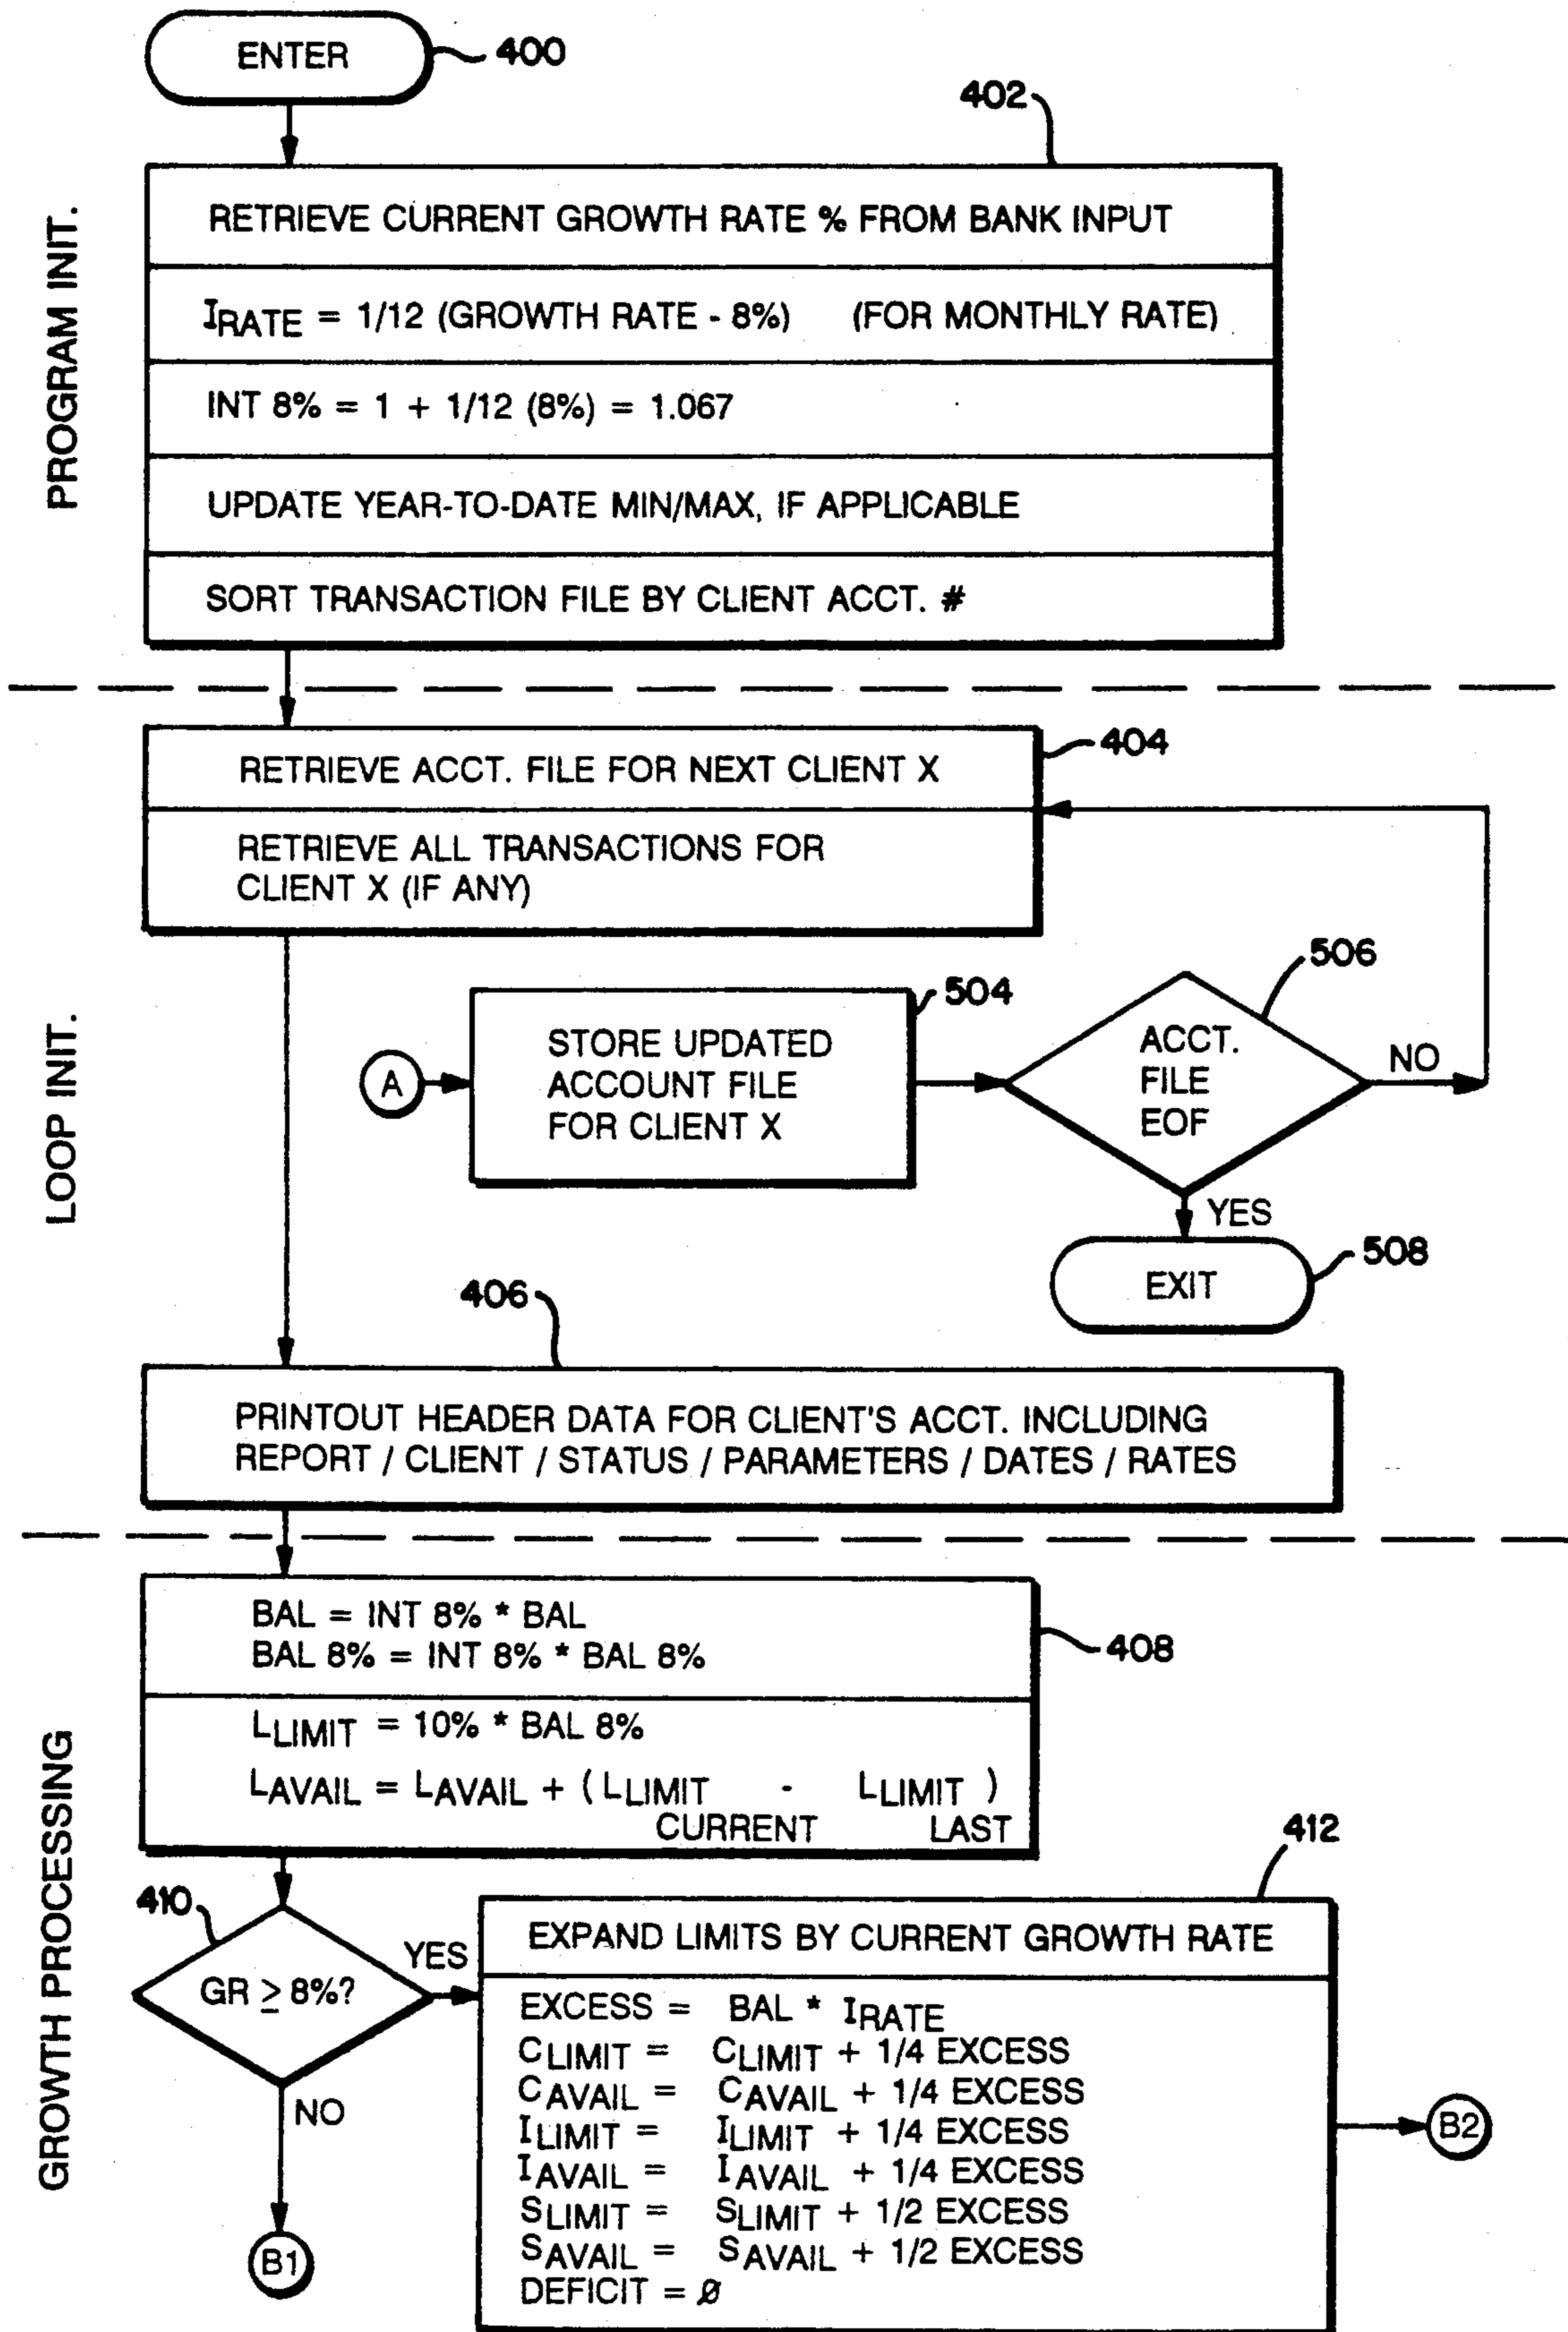 ENTER
400
402
PROGRAM INIT.
RETRIEVE CURRENT GROWTH RATE % FROM BANK INPUT
IRATE = 1/12 (GROWTH RATE - 8%) (FOR MONTHLY RATE)
INT 8% = 1 + 1/12 (8%) = 1.067
UPDATE YEAR-TO-DATE MIN/MAX, IF APPLICABLE
SORT TRANSACTION FILE BY CLIENT ACCT. #
LOOP INIT.
404
RETRIEVE ACCT. FILE FOR NEXT CLIENT X
RETRIEVE ALL TRANSACTIONS FOR
CLIENT X (IF ANY)
A
504
STORE UPDATED
ACCOUNT FILE
FOR CLIENT X
506
ACCT.
FILE
EOF
NO
YES
EXIT
508
406
PRINTOUT HEADER DATA FOR CLIENT'S ACCT. INCLUDING
REPORT / CLIENT / STATUS / PARAMETERS / DATES / RATES
GROWTH PROCESSING
408
BAL = INT 8% * BAL
BAL 8% = INT 8% * BAL 8%
LLIMIT = 10% * BAL 8%
LAVAIL = LAVAIL + ( LLIMIT - LLIMIT )
CURRENT LAST
410
GR ≥ 8%?
YES
NO
B1
412
EXPAND LIMITS BY CURRENT GROWTH RATE
EXCESS = BAL * IRATE
CLIMIT = CLIMIT + 1/4 EXCESS
CAVAIL = CAVAIL + 1/4 EXCESS
ILIMIT = ILIMIT + 1/4 EXCESS
IAVAIL = IAVAIL + 1/4 EXCESS
SLIMIT = SLIMIT + 1/2 EXCESS
SAVAIL = SAVAIL + 1/2 EXCESS
DEFICIT = Ø
B2